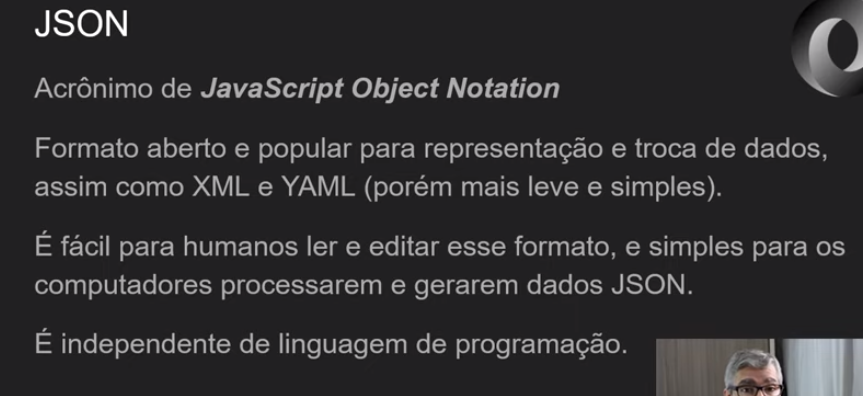 JSON
Acrônimo de JavaScript Object Notation
Formato aberto e popular para representação e troca de dados,
assim como XML e YAML (porém mais leve e simples).
É fácil para humanos ler e editar esse formato, e simples para os
computadores processarem e gerarem dados JSON.
É independente de linguagem de programação.